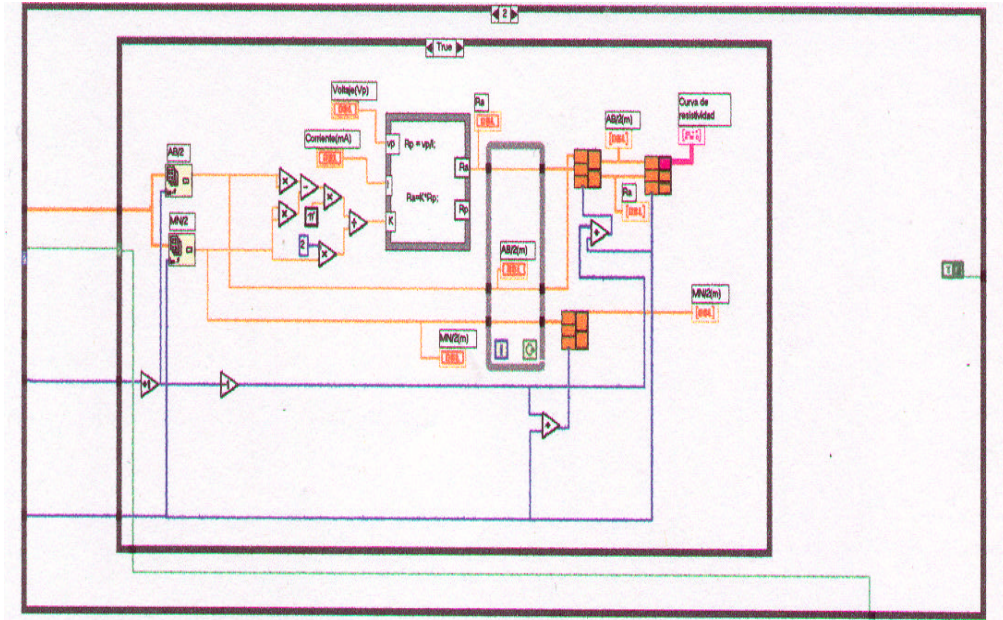 2
True
Voltaje(Vp)
DBL
Ra
DBL
AB/2(m)
[DBL]
Curva de
resistividad
Corriente(mA)
DBL
vp
Rp = vp/I;
Ra
AB/2
I
Ra=K*Rp;
Ra
[DBL]
π
K
Rp
MN/2
2
AB/2(m)
DBL
MN/2(m)
[DBL]
MN/2(m)
DBL
i
+1
-1